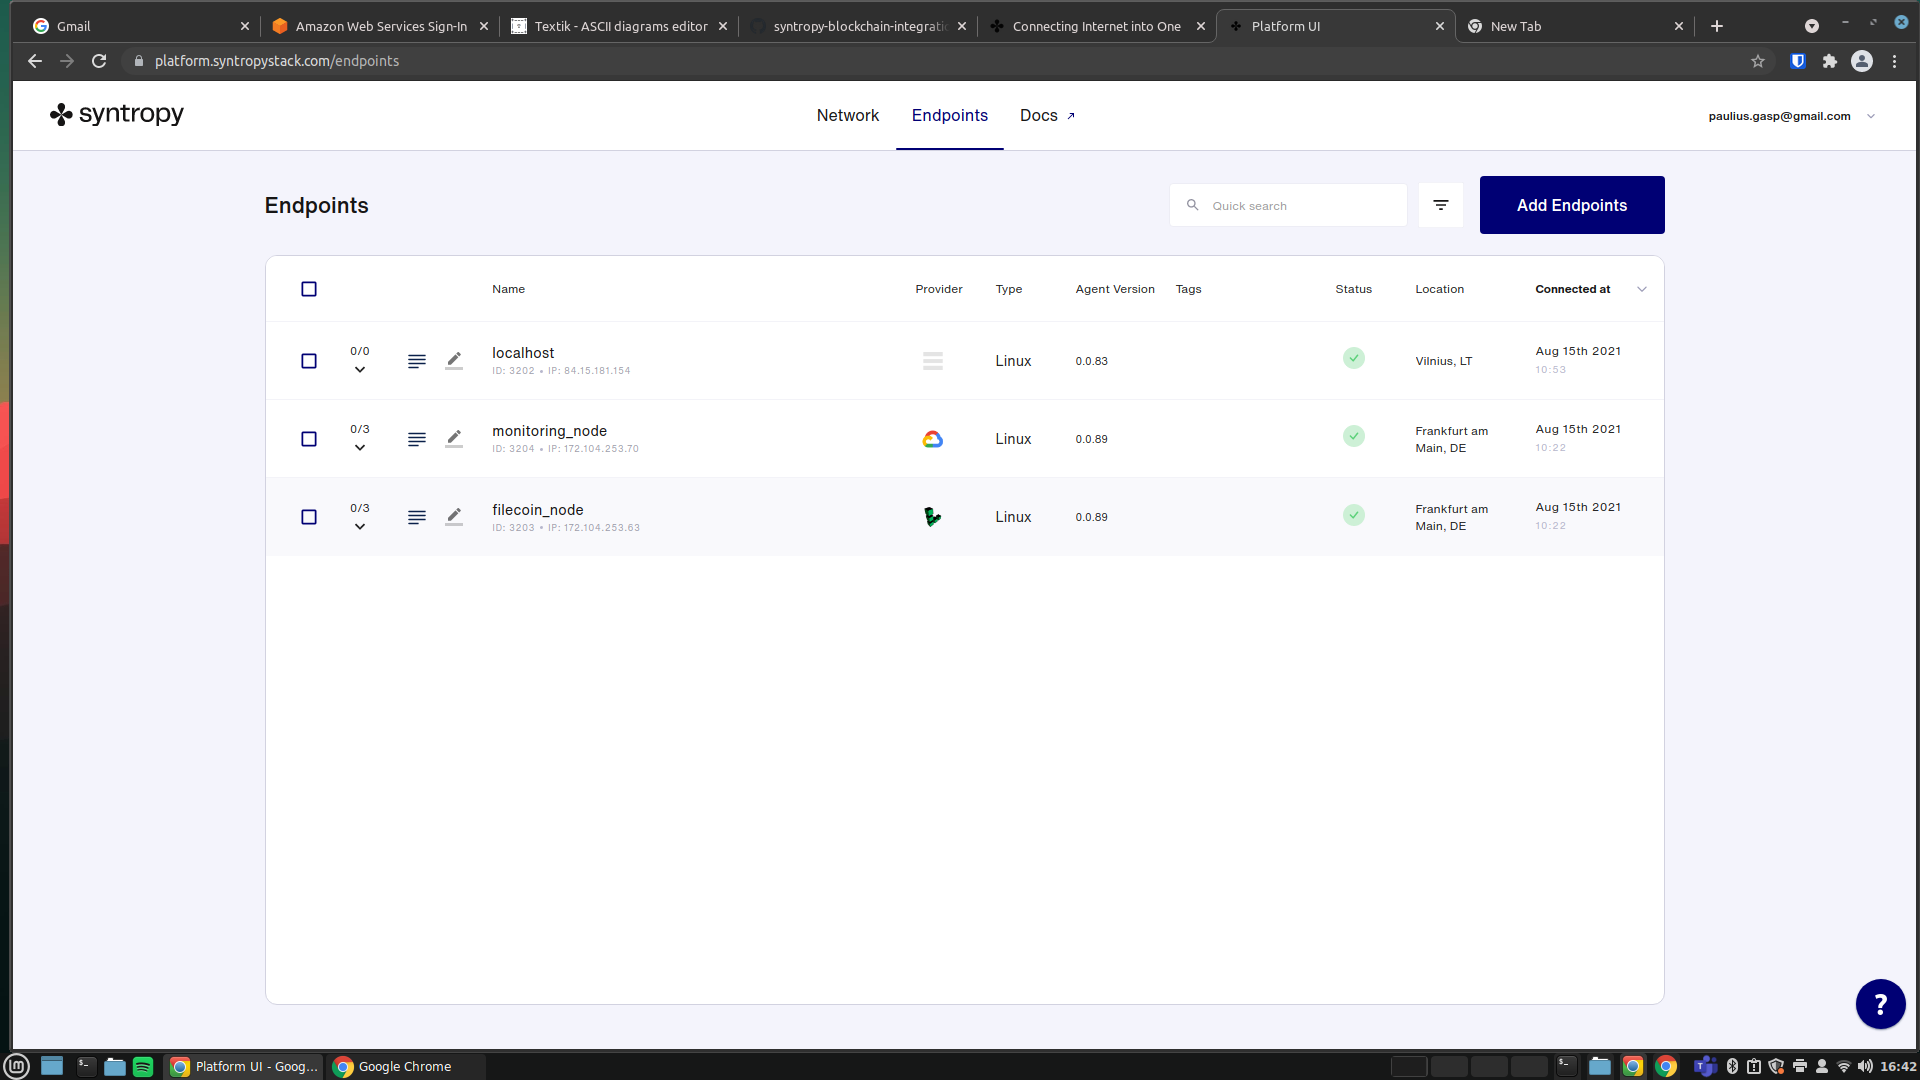 Gmail
Amazon Web Services Sign-In
Textik - ASCII diagrams editor
syntropy-blockchain-integrati
Connecting Internet into One
Platform UI
New Tab
platform.syntropystack.com/endpoints
syntropy
Network
Endpoints
Docs
paulius.gasp@gmail.com
Endpoints
Quick search
Add Endpoints
Name Provider Type Agent Version Tags Status Location Connected at
0/0 localhost Linux 0.0.83 Vilnius, LT Aug 15th 2021
ID: 3202 • IP: 84.15.181.154 10:53
0/3 monitoring_node Linux 0.0.89 Frankfurt am Aug 15th 2021
ID: 3204 • IP: 172.104.253.70 Main, DE 10:22
0/3 filecoin_node Linux 0.0.89 Frankfurt am Aug 15th 2021
ID: 3203 • IP: 172.104.253.63 Main, DE 10:22
?
Platform UI - Goog...
Google Chrome
16:42